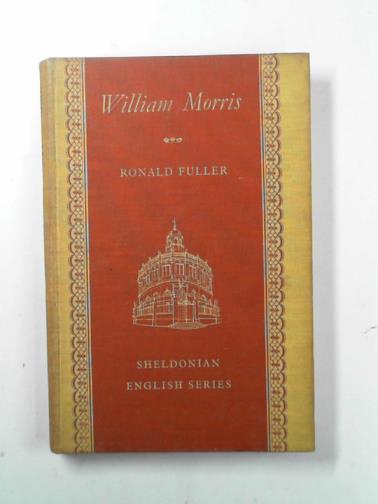 William Morris
RONALD FULLER
SHELDONIAN
ENGLISH SERIES